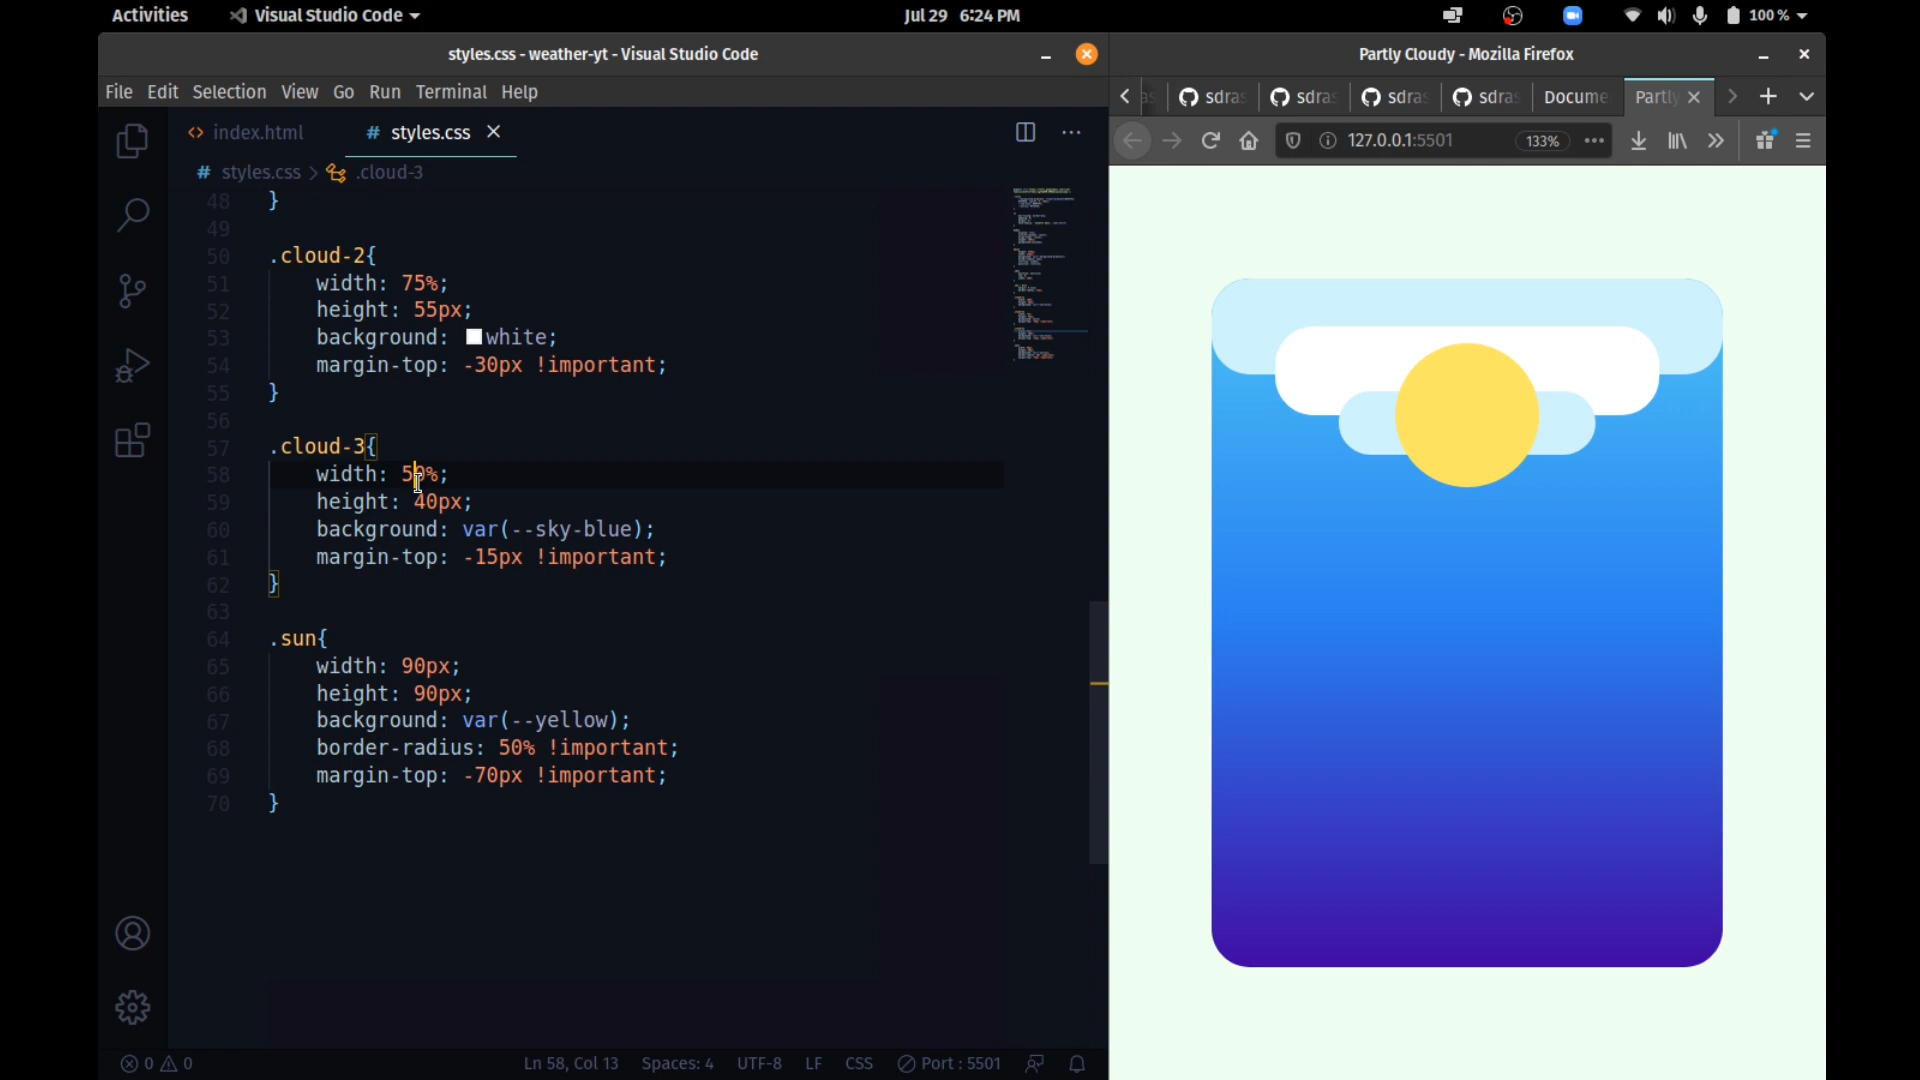 Activities Visual Studio Code Jul 29 6:24 PM 100 %
styles.css - weather-yt - Visual Studio Code
Partly Cloudy - Mozilla Firefox
File Edit Selection View Go Run Terminal Help
sdras sdras sdras sdras Docume Partly
index.html # styles.css
127.0.0.1:5501 133%
# styles.css > .cloud-3
48 }
49
50 .cloud-2{
51 width: 75%;
52 height: 55px;
53 background: white;
54 margin-top: -30px !important;
55 }
56
57 .cloud-3{
58 width: 50%;
59 height: 40px;
60 background: var(--sky-blue);
61 margin-top: -15px !important;
62 }
63
64 .sun{
65 width: 90px;
66 height: 90px;
67 background: var(--yellow);
68 border-radius: 50% !important;
69 margin-top: -70px !important;
70 }
0 0 Ln 58, Col 13 Spaces: 4 UTF-8 LF CSS Port : 5501